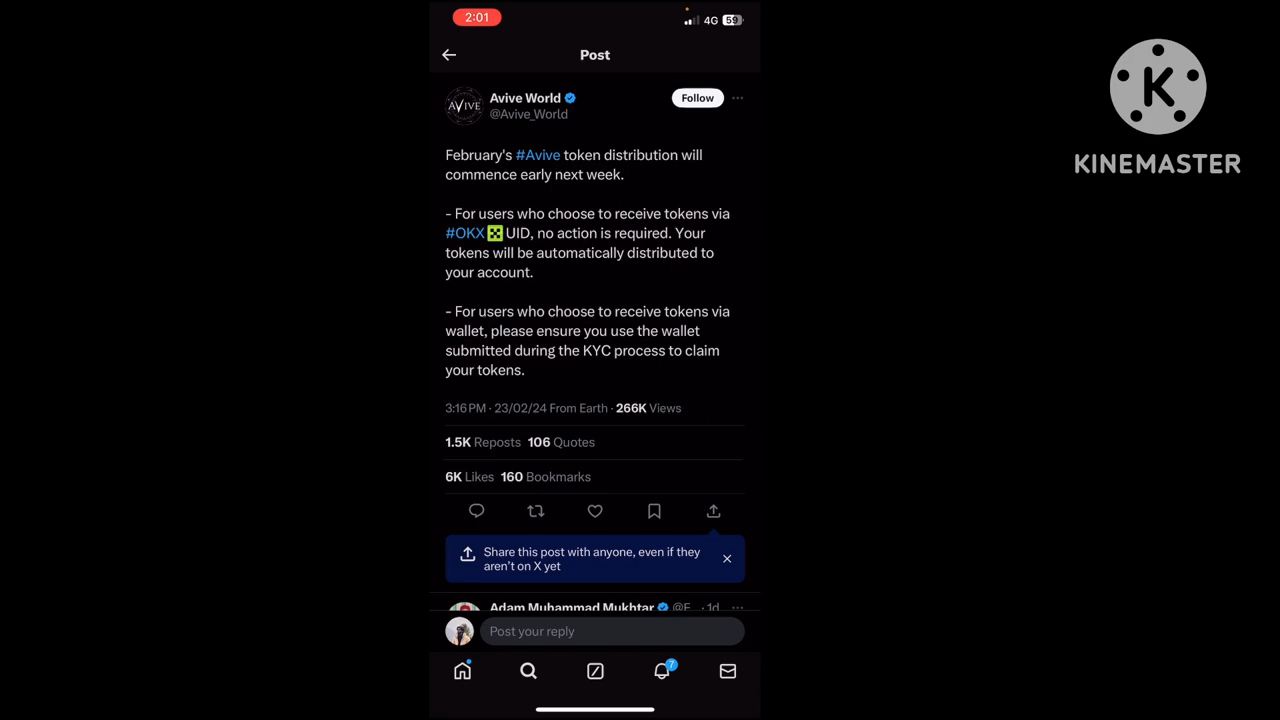 2:01
4G 59
Post
KINEMASTER
AVIVE
Avive World
@Avive_World
Follow
February's #Avive token distribution will
commence early next week.
- For users who choose to receive tokens via
#OKX UID, no action is required. Your
tokens will be automatically distributed to
your account.
- For users who choose to receive tokens via
wallet, please ensure you use the wallet
submitted during the KYC process to claim
your tokens.
3:16 PM · 23/02/24 From Earth · 266K Views
1.5K Reposts 106 Quotes
6K Likes 160 Bookmarks
Share this post with anyone, even if they
aren't on X yet
Adam Muhammad Mukhtar @E... · 1d
Post your reply
7